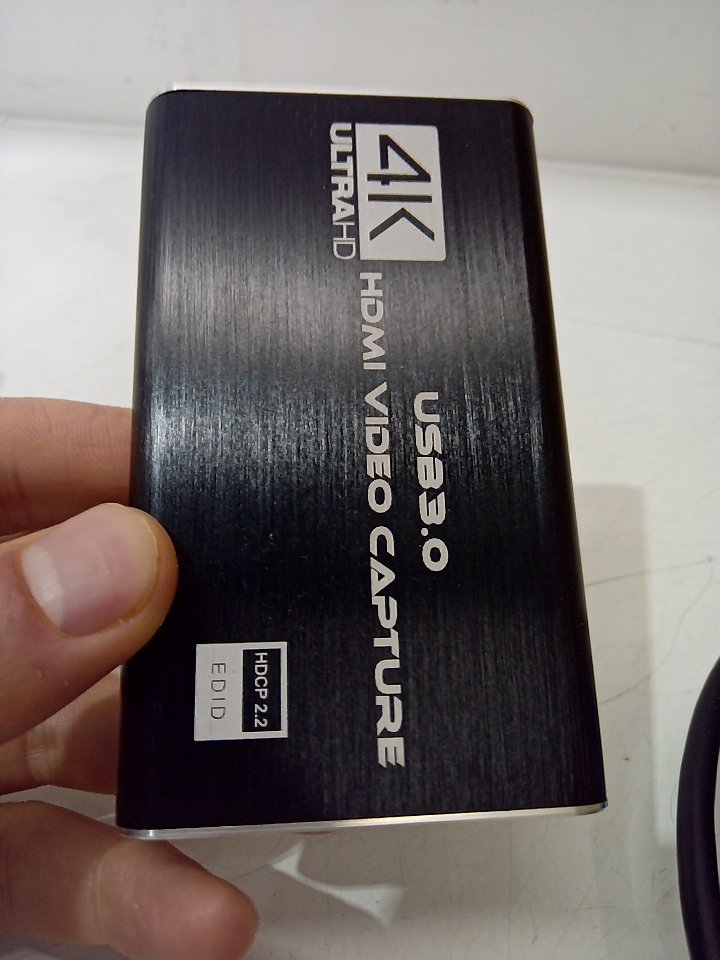 USB3.0
4K HDMI VIDEO CAPTURE
ULTRAHD
HDCP 2.2
EDID